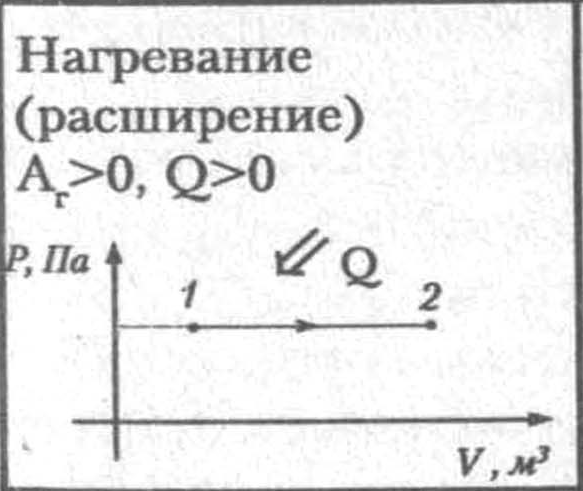 Нагревание
(расширение)
Aг>0, Q>0
P, Па
Q
1
2
V, м³